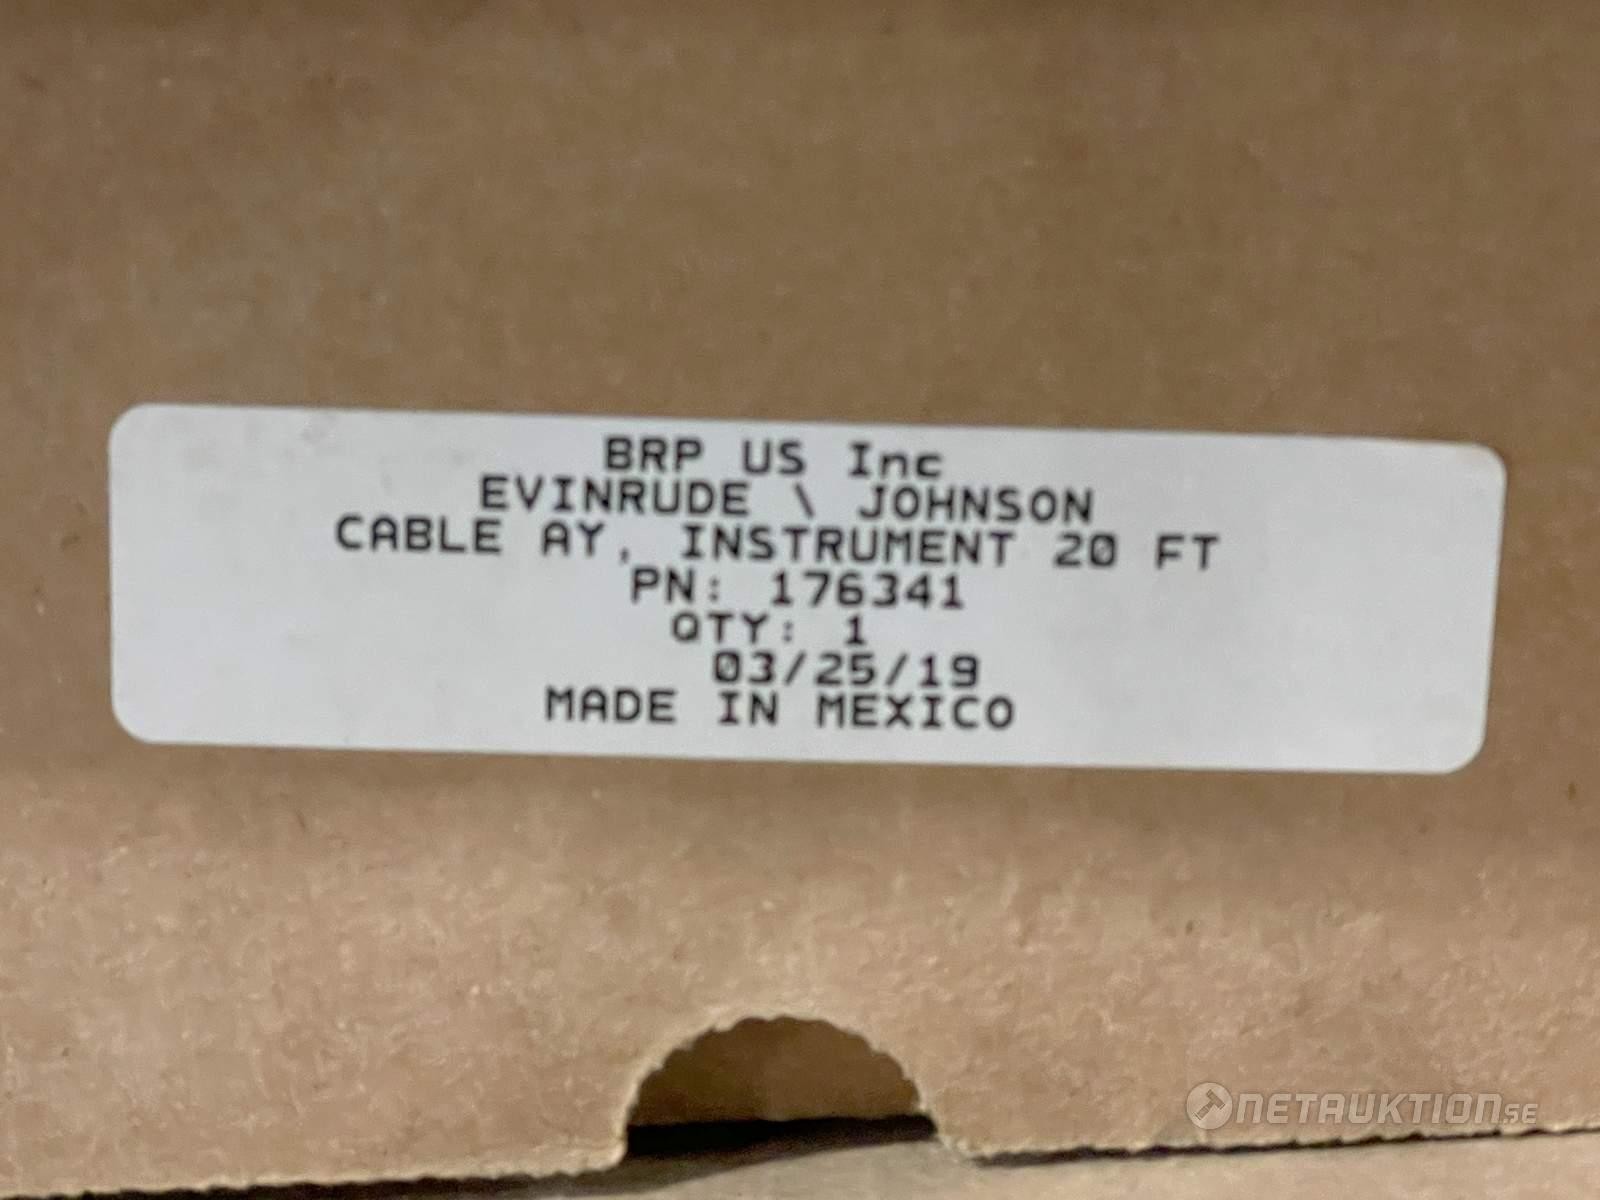 BRP US Inc
EVINRUDE \ JOHNSON
CABLE AY, INSTRUMENT 20 FT
PN: 176341
QTY: 1
03/25/19
MADE IN MEXICO
NETAUKTION.SE